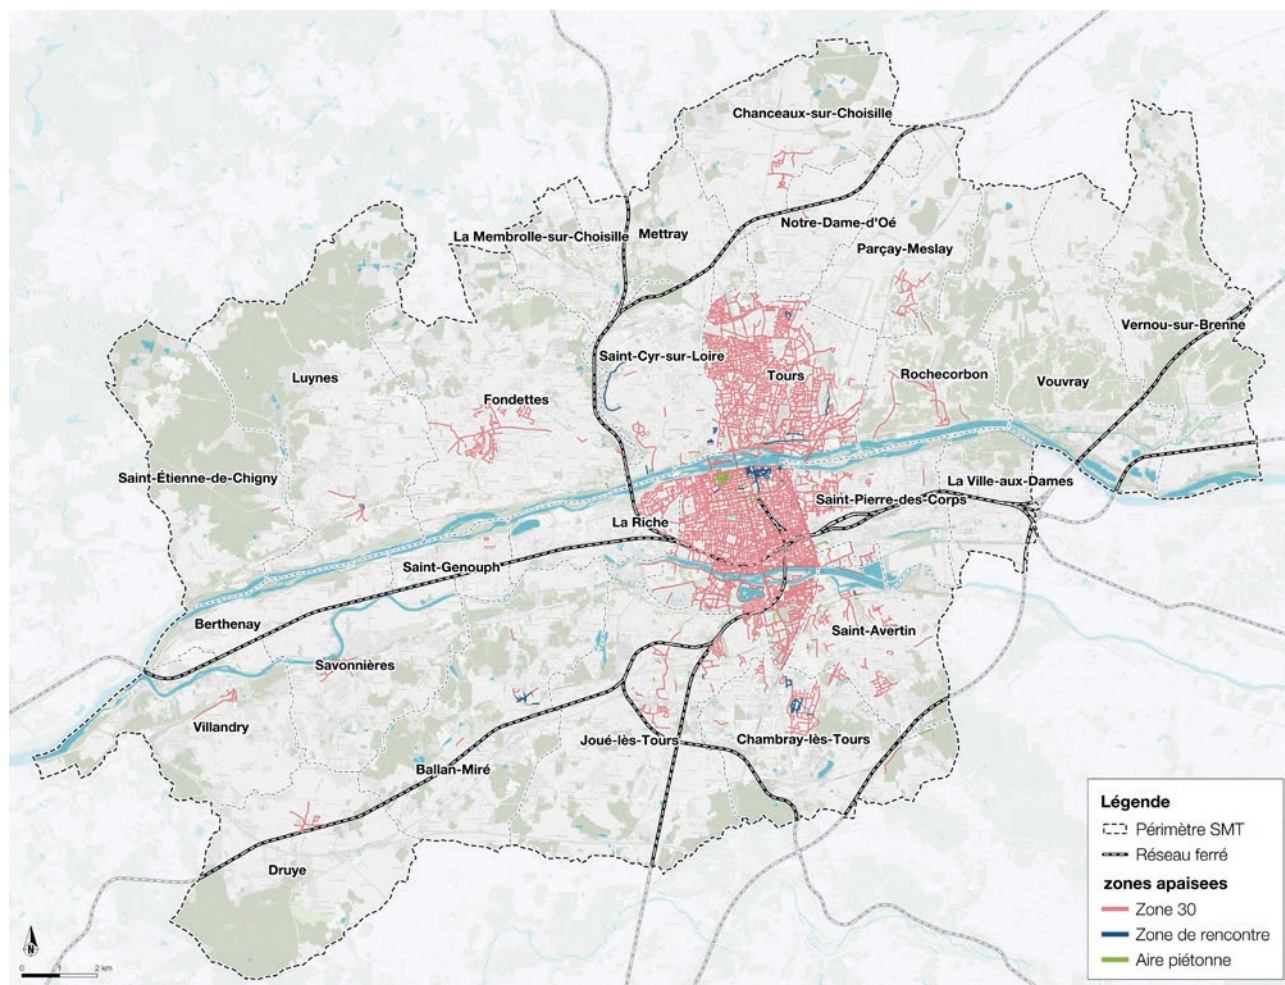 Chanceaux-sur-Choisille
Notre-Dame-d'Oé
La Membrolle-sur-Choisille
Mettray
Parçay-Meslay
Vernou-sur-Brenne
Saint-Cyr-sur-Loire
Luynes
Tours
Rochecorbon
Vouvray
Fondettes
Saint-Étienne-de-Chigny
La Ville-aux-Dames
Saint-Pierre-des-Corps
La Riche
Saint-Genouph
Berthenay
Saint-Avertin
Savonnières
Villandry
Joué-lès-Tours
Chambray-lès-Tours
Ballan-Miré
Druye
Légende
Périmètre SMT
Réseau ferré
zones apaisees
Zone 30
Zone de rencontre
Aire piétonne
N
0 1 2 km